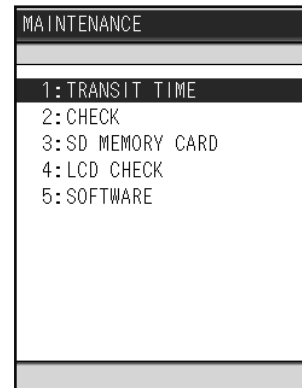 MAINTENANCE
1:TRANSIT TIME
2:CHECK
3:SD MEMORY CARD
4:LCD CHECK
5:SOFTWARE